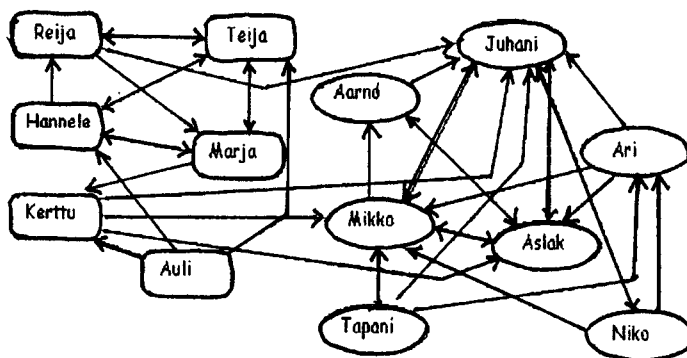 Reija
Teija
Juhani
Aarno
Hannele
Marja
Ari
Kerttu
Mikko
Aslak
Auli
Tapani
Niko